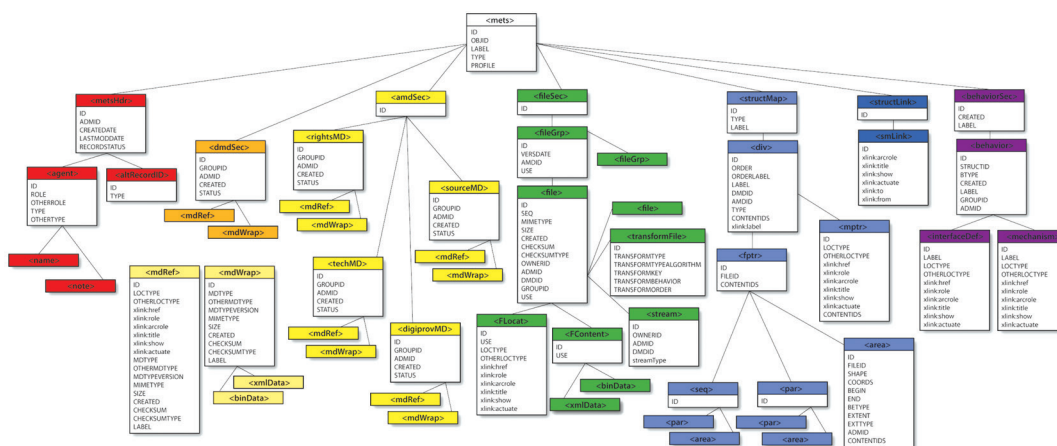 <mets>
ID
OBJID
LABEL
TYPE
PROFILE
<metsHdr>
ID
ADMID
CREATEDATE
LASTMODDATE
RECORDSTATUS
<agent>
ID
ROLE
OTHERROLE
TYPE
OTHERTYPE
<altRecordID>
ID
TYPE
<name>
<note>
<dmdSec>
ID
GROUPID
ADMID
CREATED
STATUS
<mdRef>
<mdWrap>
<mdRef>
ID
LOCTYPE
OTHERLOCTYPE
xlink:href
xlink:role
xlink:arcrole
xlink:title
xlink:show
xlink:actuate
MDTYPE
OTHERMDTYPE
MDTYPEVERSION
MIMETYPE
SIZE
CREATED
CHECKSUM
CHECKSUMTYPE
LABEL
<mdWrap>
ID
MDTYPE
OTHERMDTYPE
MDTYPEVERSION
MIMETYPE
SIZE
CREATED
CHECKSUM
CHECKSUMTYPE
LABEL
<xmlData>
<binData>
<amdSec>
ID
<rightsMD>
ID
GROUPID
ADMID
CREATED
STATUS
<mdRef>
<mdWrap>
<sourceMD>
ID
GROUPID
ADMID
CREATED
STATUS
<mdRef>
<mdWrap>
<techMD>
ID
GROUPID
ADMID
CREATED
STATUS
<mdRef>
<mdWrap>
<digiprovMD>
ID
GROUPID
ADMID
CREATED
STATUS
<mdRef>
<mdWrap>
<fileSec>
ID
<fileGrp>
ID
VERSDATE
AMDID
USE
<fileGrp>
<file>
ID
SEQ
MIMETYPE
SIZE
CREATED
CHECKSUM
CHECKSUMTYPE
OWNERID
ADMID
DMDID
GROUPID
USE
<file>
<transformFile>
ID
TRANSFORMTYPE
TRANSFORMTYPEALGORITHM
TRANSFORMKEY
TRANSFORMBEHAVIOR
TRANSFORMORDER
<stream>
ID
OWNERID
ADMID
DMDID
streamType
<FLocat>
ID
USE
LOCTYPE
OTHERLOCTYPE
xlink:href
xlink:role
xlink:arcrole
xlink:title
xlink:show
xlink:actuate
<FContent>
ID
USE
<binData>
<xmlData>
<structMap>
ID
TYPE
LABEL
<div>
ID
ORDER
ORDERLABEL
LABEL
DMDID
AMDID
TYPE
CONTENTIDS
xlink:label
<fptr>
ID
FILEID
CONTENTIDS
<mptr>
ID
LOCTYPE
OTHERLOCTYPE
xlink:href
xlink:role
xlink:arcrole
xlink:title
xlink:show
xlink:actuate
CONTENTIDS
<seq>
ID
<par>
<area>
<par>
ID
<par>
<area>
<area>
ID
FILEID
SHAPE
COORDS
BEGIN
END
BETYPE
EXTENT
EXTTYPE
ADMID
CONTENTIDS
<structLink>
ID
<smLink>
ID
xlink:arcrole
xlink:title
xlink:show
xlink:actuate
xlink:to
xlink:from
<behaviorSec>
ID
CREATED
LABEL
<behavior>
ID
STRUCTID
BTYPE
CREATED
LABEL
GROUPID
ADMID
<interfaceDef>
ID
LABEL
LOCTYPE
OTHERLOCTYPE
xlink:href
xlink:role
xlink:arcrole
xlink:title
xlink:show
xlink:actuate
<mechanism>
ID
LABEL
LOCTYPE
OTHERLOCTYPE
xlink:href
xlink:role
xlink:arcrole
xlink:title
xlink:show
xlink:actuate